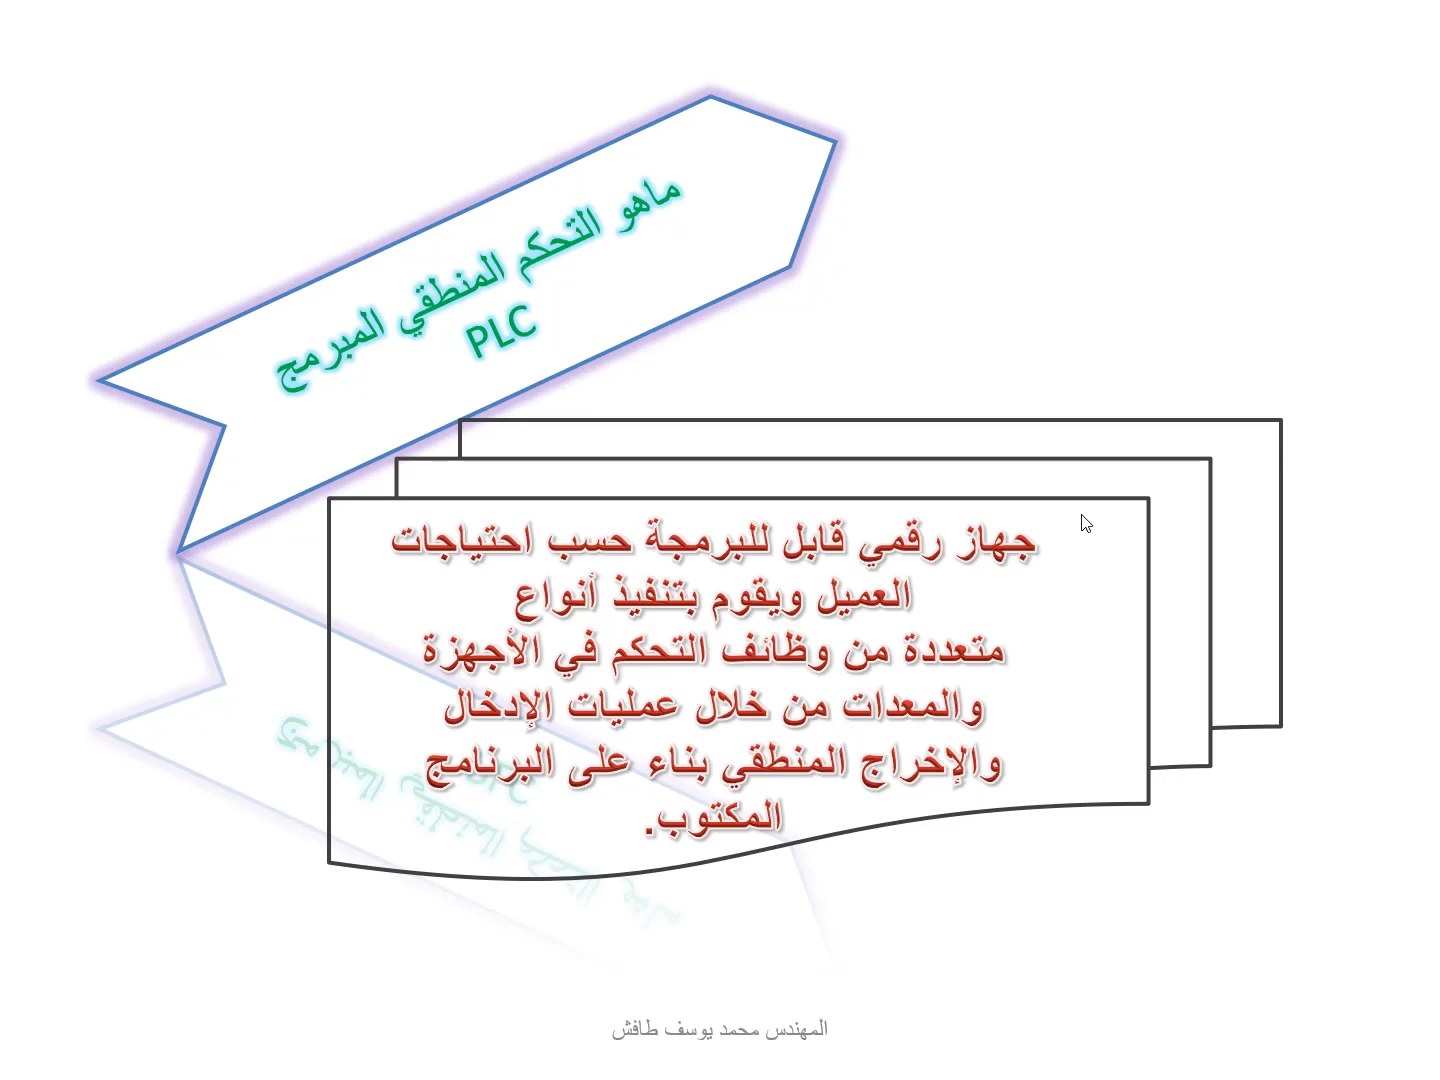 ماهو التحكم المنطقي المبرمج
PLC
جهاز رقمي قابل للبرمجة حسب احتياجات
العميل ويقوم بتنفيذ أنواع
متعددة من وظائف التحكم في الأجهزة
والمعدات من خلال عمليات الإدخال
والإخراج المنطقي بناء على البرنامج
المكتوب.
المهندس محمد يوسف طافش